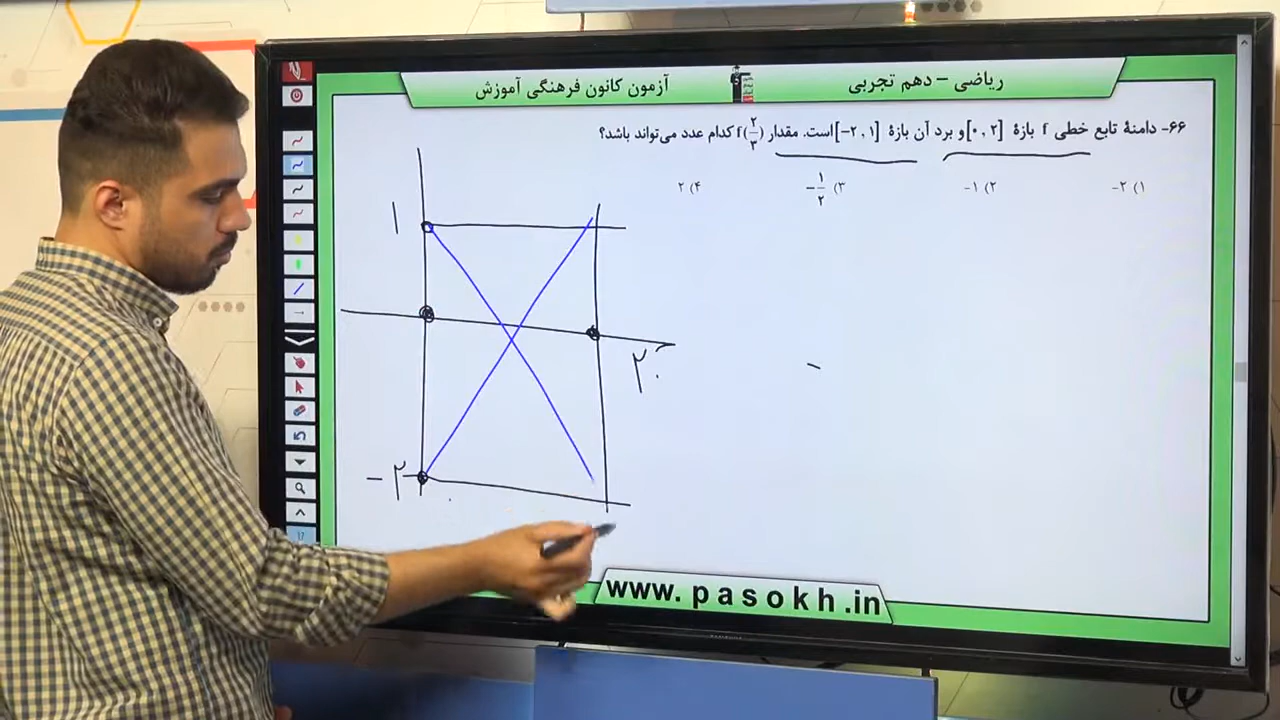 آزمون کانون فرهنگی آموزش
ریاضی – دهم تجربی
۶۶- دامنهٔ تابع خطی f بازهٔ [۰,۲] و برد آن بازهٔ [-۲,۱] است. مقدار f(۲/۳) کدام عدد می‌تواند باشد؟
۱) ۲-
۲) ۱-
۳) -۱/۲
۴) ۲
۱
۲
-۲
www.pasokh.in